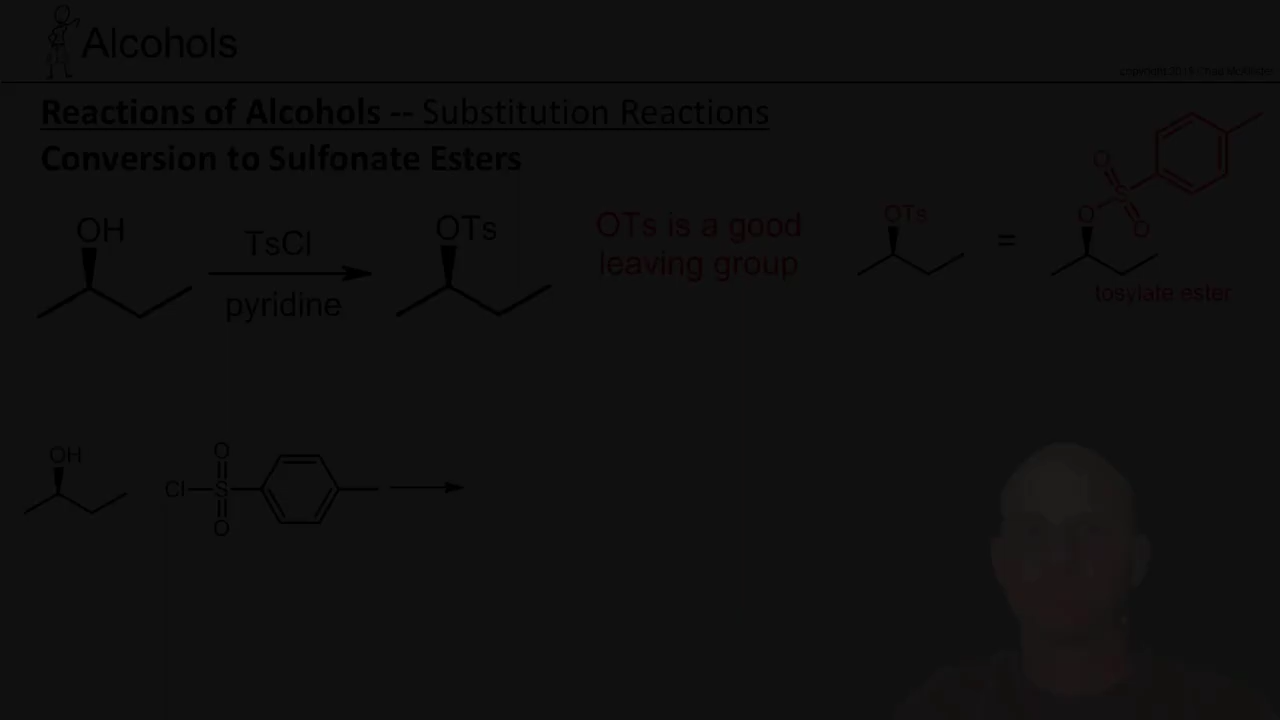 Alcohols
Reactions of Alcohols -- Substitution Reactions
Conversion to Sulfonate Esters
OH
TsCl
pyridine
OTs
OTs is a good
leaving group
OTs
=
O
S
O
O
tosylate ester
OH
O
Cl
S
O